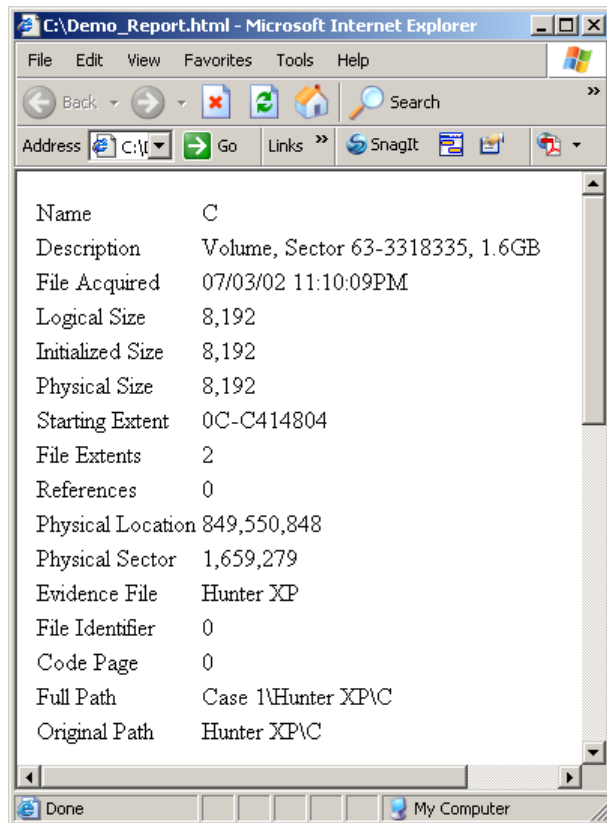 C:\Demo_Report.html - Microsoft Internet Explorer
File Edit View Favorites Tools Help
Back Search »
Address Go Links » SnagIt
Name C
Description Volume, Sector 63-3318335, 1.6GB
File Acquired 07/03/02 11:10:09PM
Logical Size 8,192
Initialized Size 8,192
Physical Size 8,192
Starting Extent 0C-C414804
File Extents 2
References 0
Physical Location 849,550,848
Physical Sector 1,659,279
Evidence File Hunter XP
File Identifier 0
Code Page 0
Full Path Case 1\Hunter XP\C
Original Path Hunter XP\C
Done My Computer